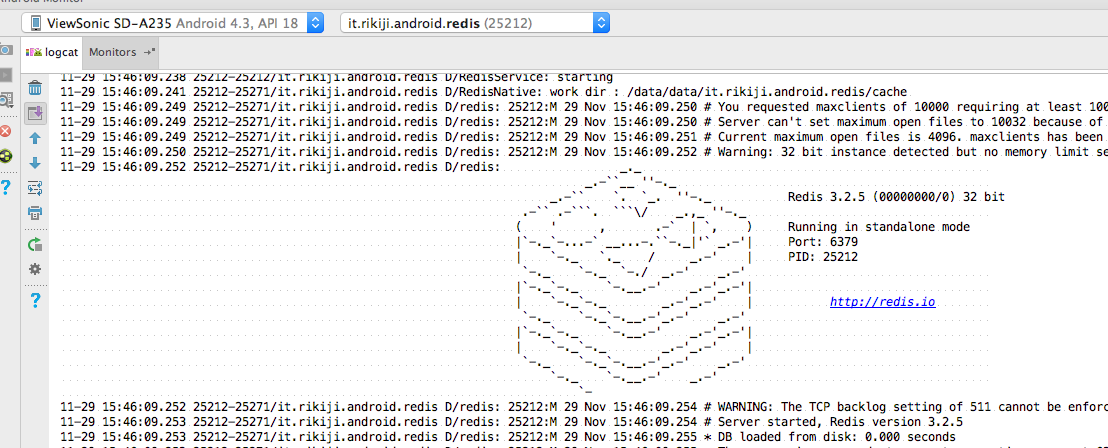 ViewSonic SD-A235 Android 4.3, API 18 it.rikiji.android.redis (25212)
logcat Monitors
11-29 15:46:09.238 25212-25212/it.rikiji.android.redis D/RedisService: starting
11-29 15:46:09.241 25212-25271/it.rikiji.android.redis D/RedisNative: work dir : /data/data/it.rikiji.android.redis/cache
11-29 15:46:09.249 25212-25271/it.rikiji.android.redis D/redis: 25212:M 29 Nov 15:46:09.250 # You requested maxclients of 10000 requiring at least 100
11-29 15:46:09.249 25212-25271/it.rikiji.android.redis D/redis: 25212:M 29 Nov 15:46:09.250 # Server can't set maximum open files to 10032 because of
11-29 15:46:09.249 25212-25271/it.rikiji.android.redis D/redis: 25212:M 29 Nov 15:46:09.251 # Current maximum open files is 4096. maxclients has been
11-29 15:46:09.250 25212-25271/it.rikiji.android.redis D/redis: 25212:M 29 Nov 15:46:09.252 # Warning: 32 bit instance detected but no memory limit se
11-29 15:46:09.252 25212-25271/it.rikiji.android.redis D/redis:
Redis 3.2.5 (00000000/0) 32 bit
Running in standalone mode
Port: 6379
PID: 25212
http://redis.io
11-29 15:46:09.252 25212-25271/it.rikiji.android.redis D/redis: 25212:M 29 Nov 15:46:09.254 # WARNING: The TCP backlog setting of 511 cannot be enforc
11-29 15:46:09.252 25212-25271/it.rikiji.android.redis D/redis: 25212:M 29 Nov 15:46:09.254 # Server started, Redis version 3.2.5
11-29 15:46:09.253 25212-25271/it.rikiji.android.redis D/redis: 25212:M 29 Nov 15:46:09.255 * DB loaded from disk: 0.000 seconds